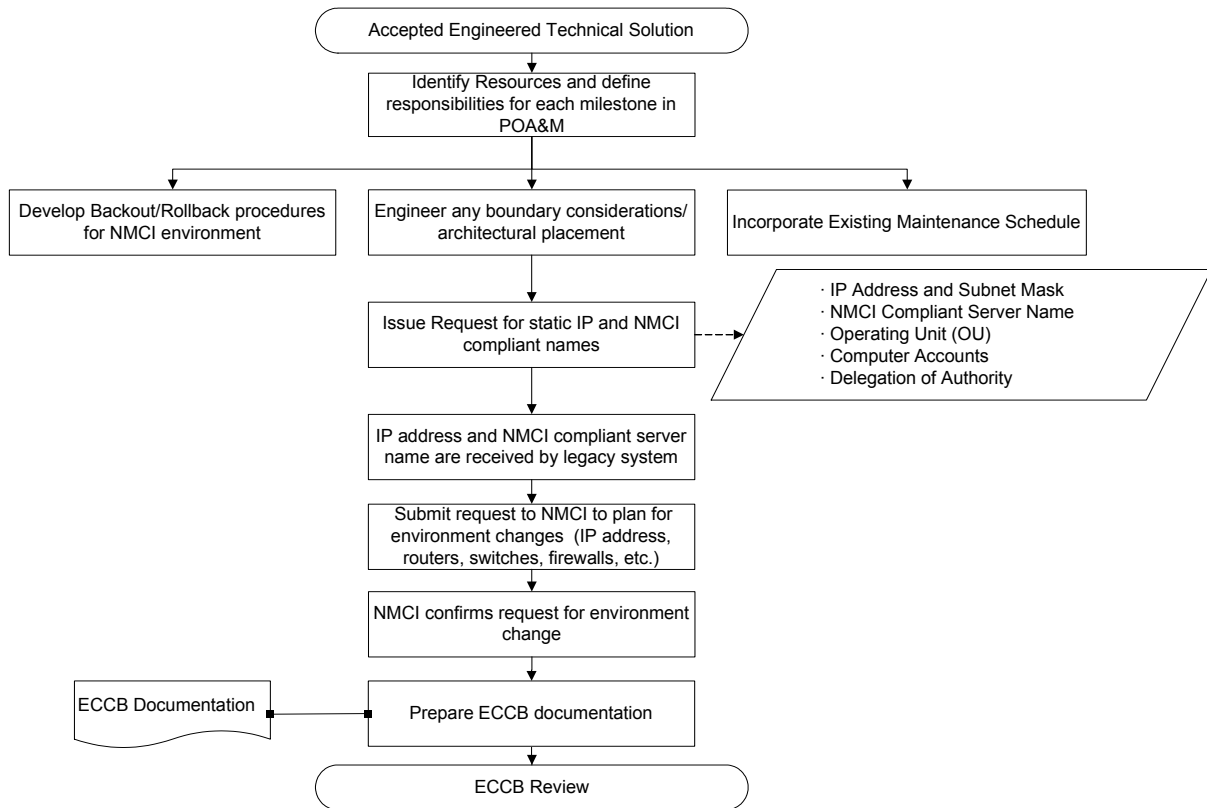 Accepted Engineered Technical Solution
Identify Resources and define
responsibilities for each milestone in
POA&M
Develop Backout/Rollback procedures
for NMCI environment
Engineer any boundary considerations/
architectural placement
Incorporate Existing Maintenance Schedule
Issue Request for static IP and NMCI
compliant names
· IP Address and Subnet Mask
· NMCI Compliant Server Name
· Operating Unit (OU)
· Computer Accounts
· Delegation of Authority
IP address and NMCI compliant server
name are received by legacy system
Submit request to NMCI to plan for
environment changes (IP address,
routers, switches, firewalls, etc.)
NMCI confirms request for environment
change
ECCB Documentation
Prepare ECCB documentation
ECCB Review